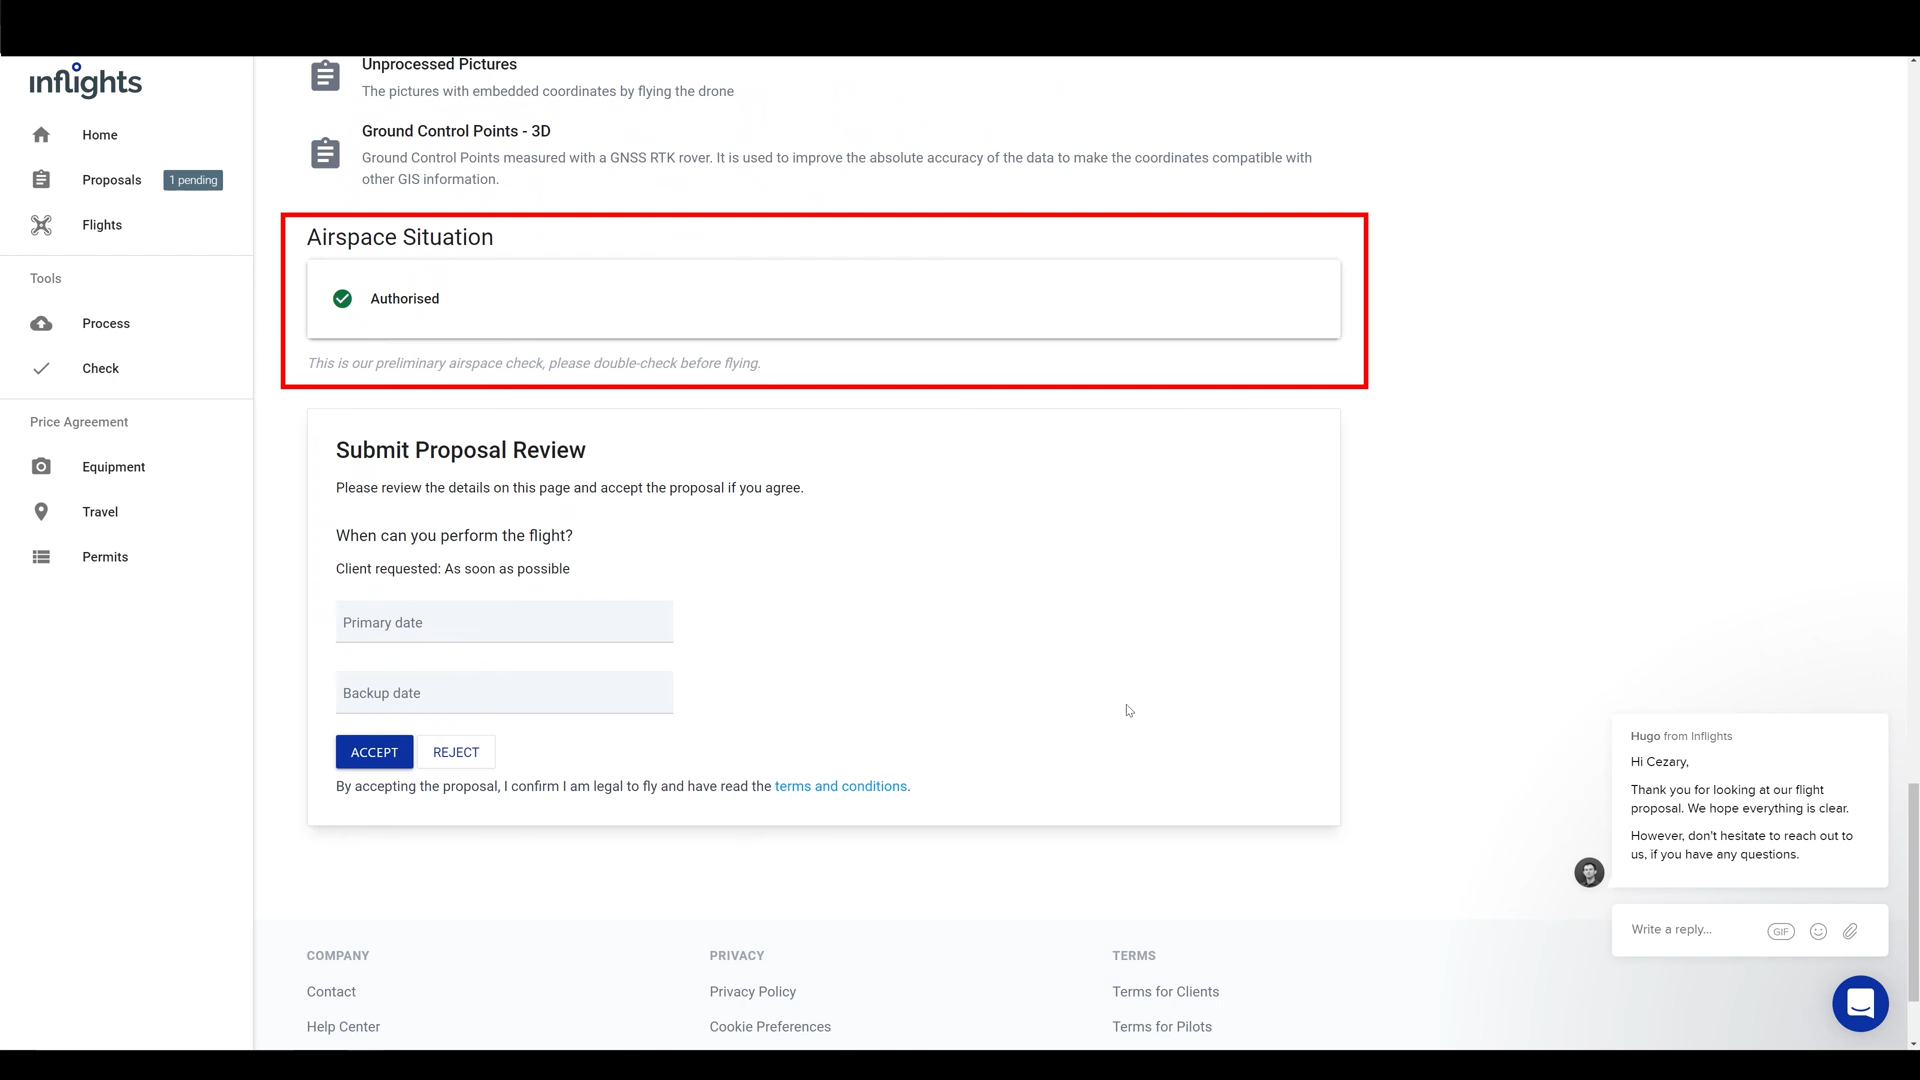 inflights
Home
Proposals
1 pending
Flights
Tools
Process
Check
Price Agreement
Equipment
Travel
Permits
Unprocessed Pictures
The pictures with embedded coordinates by flying the drone
Ground Control Points - 3D
Ground Control Points measured with a GNSS RTK rover. It is used to improve the absolute accuracy of the data to make the coordinates compatible with
other GIS information.
Airspace Situation
Authorised
This is our preliminary airspace check, please double-check before flying.
Submit Proposal Review
Please review the details on this page and accept the proposal if you agree.
When can you perform the flight?
Client requested: As soon as possible
Primary date
Backup date
ACCEPT
REJECT
By accepting the proposal, I confirm I am legal to fly and have read the terms and conditions.
Hugo from Inflights
Hi Cezary,
Thank you for looking at our flight
proposal. We hope everything is clear.
However, don't hesitate to reach out to
us, if you have any questions.
Write a reply...
GIF
COMPANY
Contact
Help Center
PRIVACY
Privacy Policy
Cookie Preferences
TERMS
Terms for Clients
Terms for Pilots